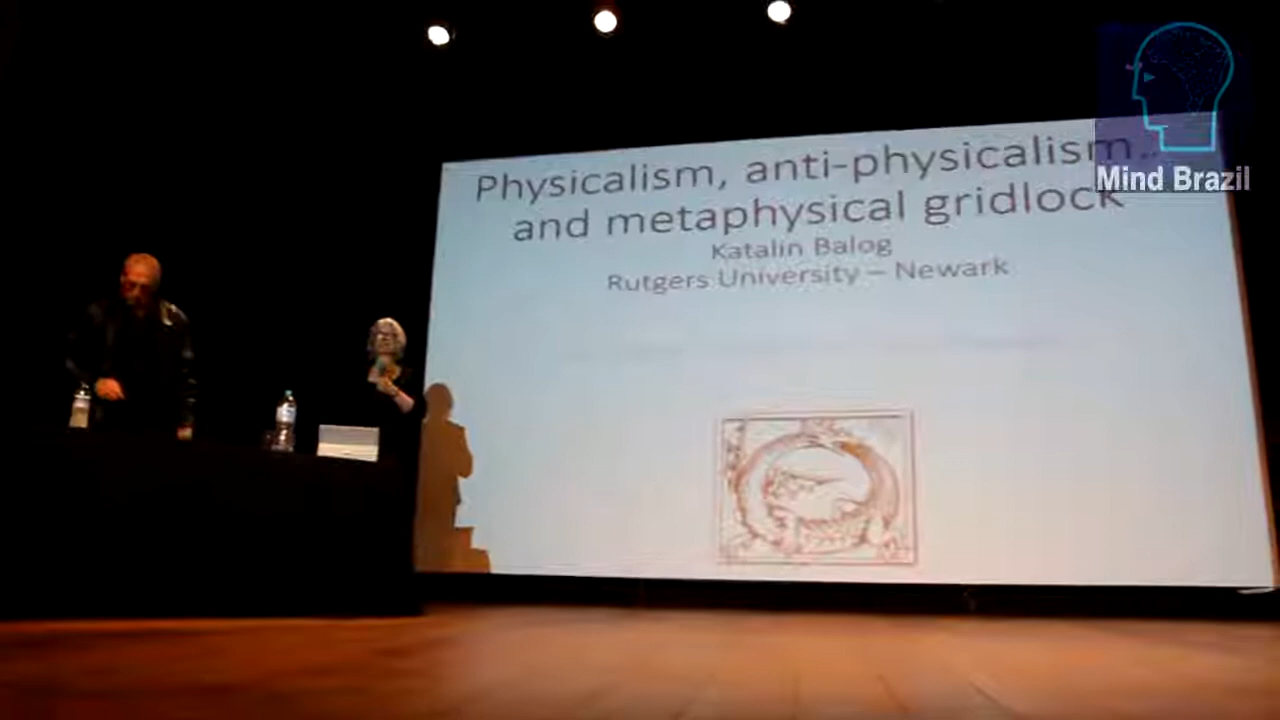 Physicalism, anti-physicalism
and metaphysical gridlock
Katalin Balog
Rutgers University – Newark
Mind Brazil